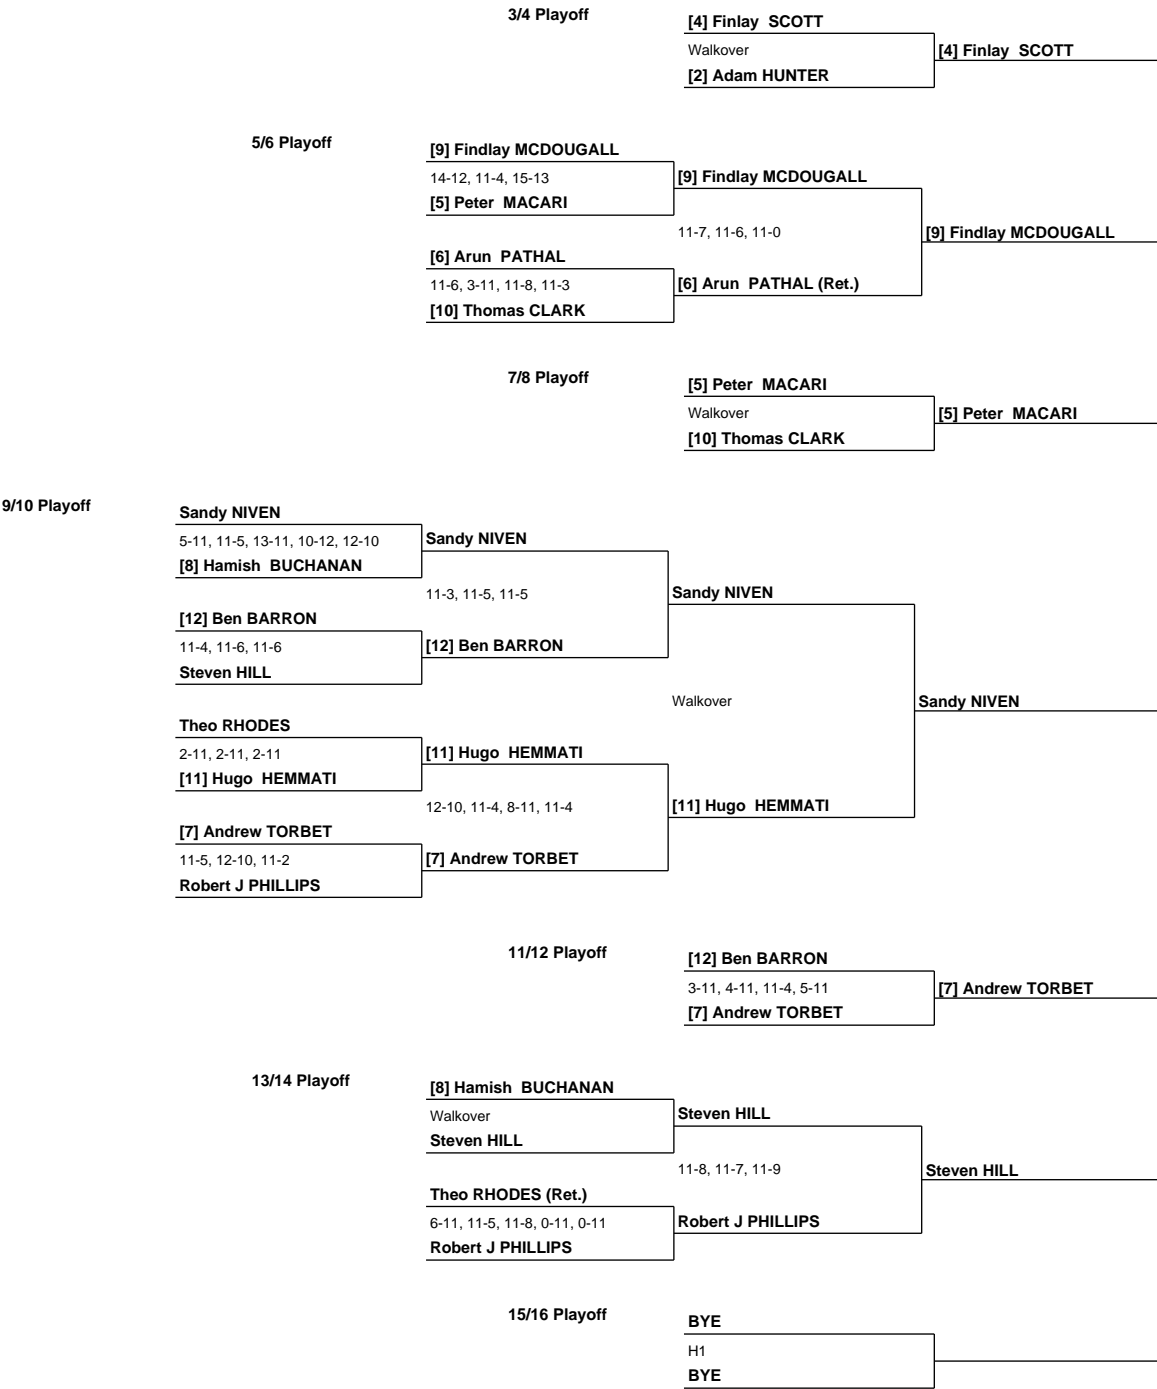 3/4 Playoff
[4] Finlay SCOTT
Walkover
[4] Finlay SCOTT
[2] Adam HUNTER
5/6 Playoff
[9] Findlay MCDOUGALL
14-12, 11-4, 15-13
[9] Findlay MCDOUGALL
[5] Peter MACARI
11-7, 11-6, 11-0
[9] Findlay MCDOUGALL
[6] Arun PATHAL
11-6, 3-11, 11-8, 11-3
[6] Arun PATHAL (Ret.)
[10] Thomas CLARK
7/8 Playoff
[5] Peter MACARI
Walkover
[5] Peter MACARI
[10] Thomas CLARK
9/10 Playoff
Sandy NIVEN
5-11, 11-5, 13-11, 10-12, 12-10
Sandy NIVEN
[8] Hamish BUCHANAN
11-3, 11-5, 11-5
Sandy NIVEN
[12] Ben BARRON
11-4, 11-6, 11-6
[12] Ben BARRON
Steven HILL
Walkover
Sandy NIVEN
Theo RHODES
2-11, 2-11, 2-11
[11] Hugo HEMMATI
[11] Hugo HEMMATI
12-10, 11-4, 8-11, 11-4
[11] Hugo HEMMATI
[7] Andrew TORBET
11-5, 12-10, 11-2
[7] Andrew TORBET
Robert J PHILLIPS
11/12 Playoff
[12] Ben BARRON
3-11, 4-11, 11-4, 5-11
[7] Andrew TORBET
[7] Andrew TORBET
13/14 Playoff
[8] Hamish BUCHANAN
Walkover
Steven HILL
Steven HILL
11-8, 11-7, 11-9
Steven HILL
Theo RHODES (Ret.)
6-11, 11-5, 11-8, 0-11, 0-11
Robert J PHILLIPS
Robert J PHILLIPS
15/16 Playoff
BYE
H1
BYE